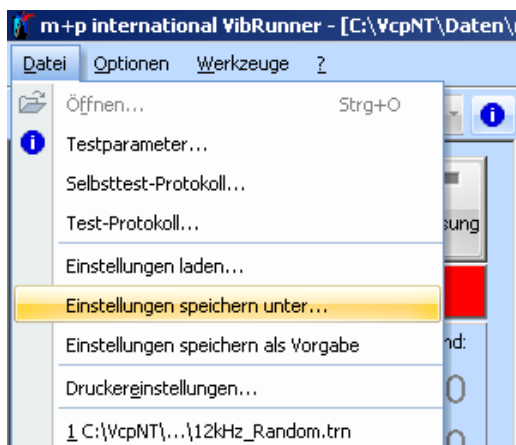 m+p international VibRunner - [C:\VcpNT\Daten\
Datei Optionen Werkzeuge ?
Öffnen... Strg+O
Testparameter...
Selbsttest-Protokoll...
Test-Protokoll...
sung
Einstellungen laden...
Einstellungen speichern unter...
Einstellungen speichern als Vorgabe
nd:
Druckereinstellungen...
0
1 C:\VcpNT\...\12kHz_Random.trn